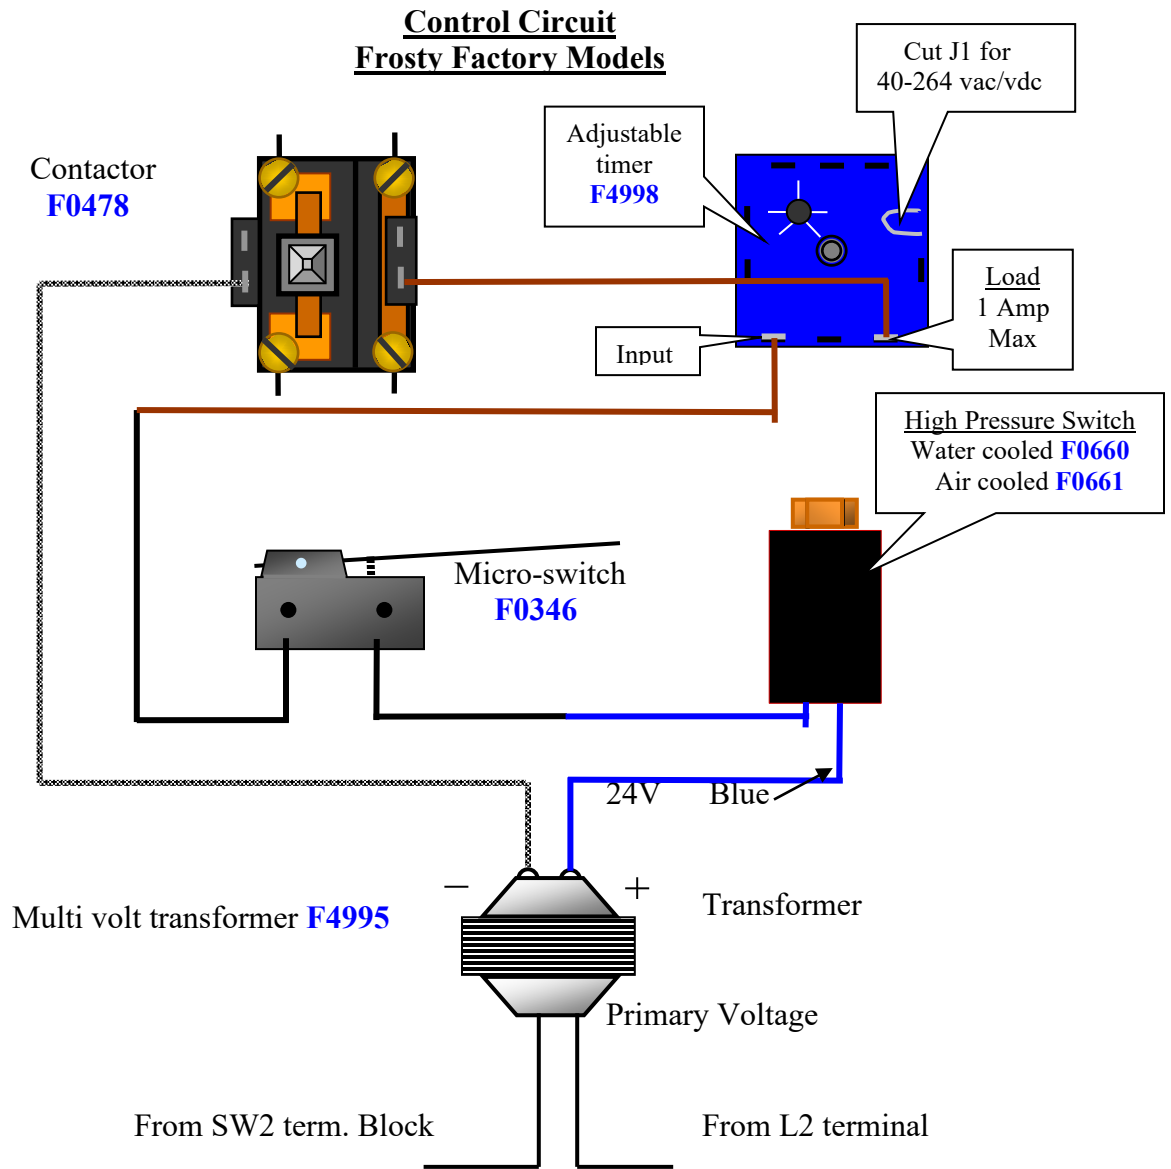 Control Circuit
Frosty Factory Models
Cut J1 for
40-264 vac/vdc
Adjustable
timer
F4998
Contactor
F0478
Load
1 Amp
Max
Input
High Pressure Switch
Water cooled F0660
Air cooled F0661
Micro-switch
F0346
24V Blue
– +
Transformer
Multi volt transformer F4995
Primary Voltage
From SW2 term. Block
From L2 terminal